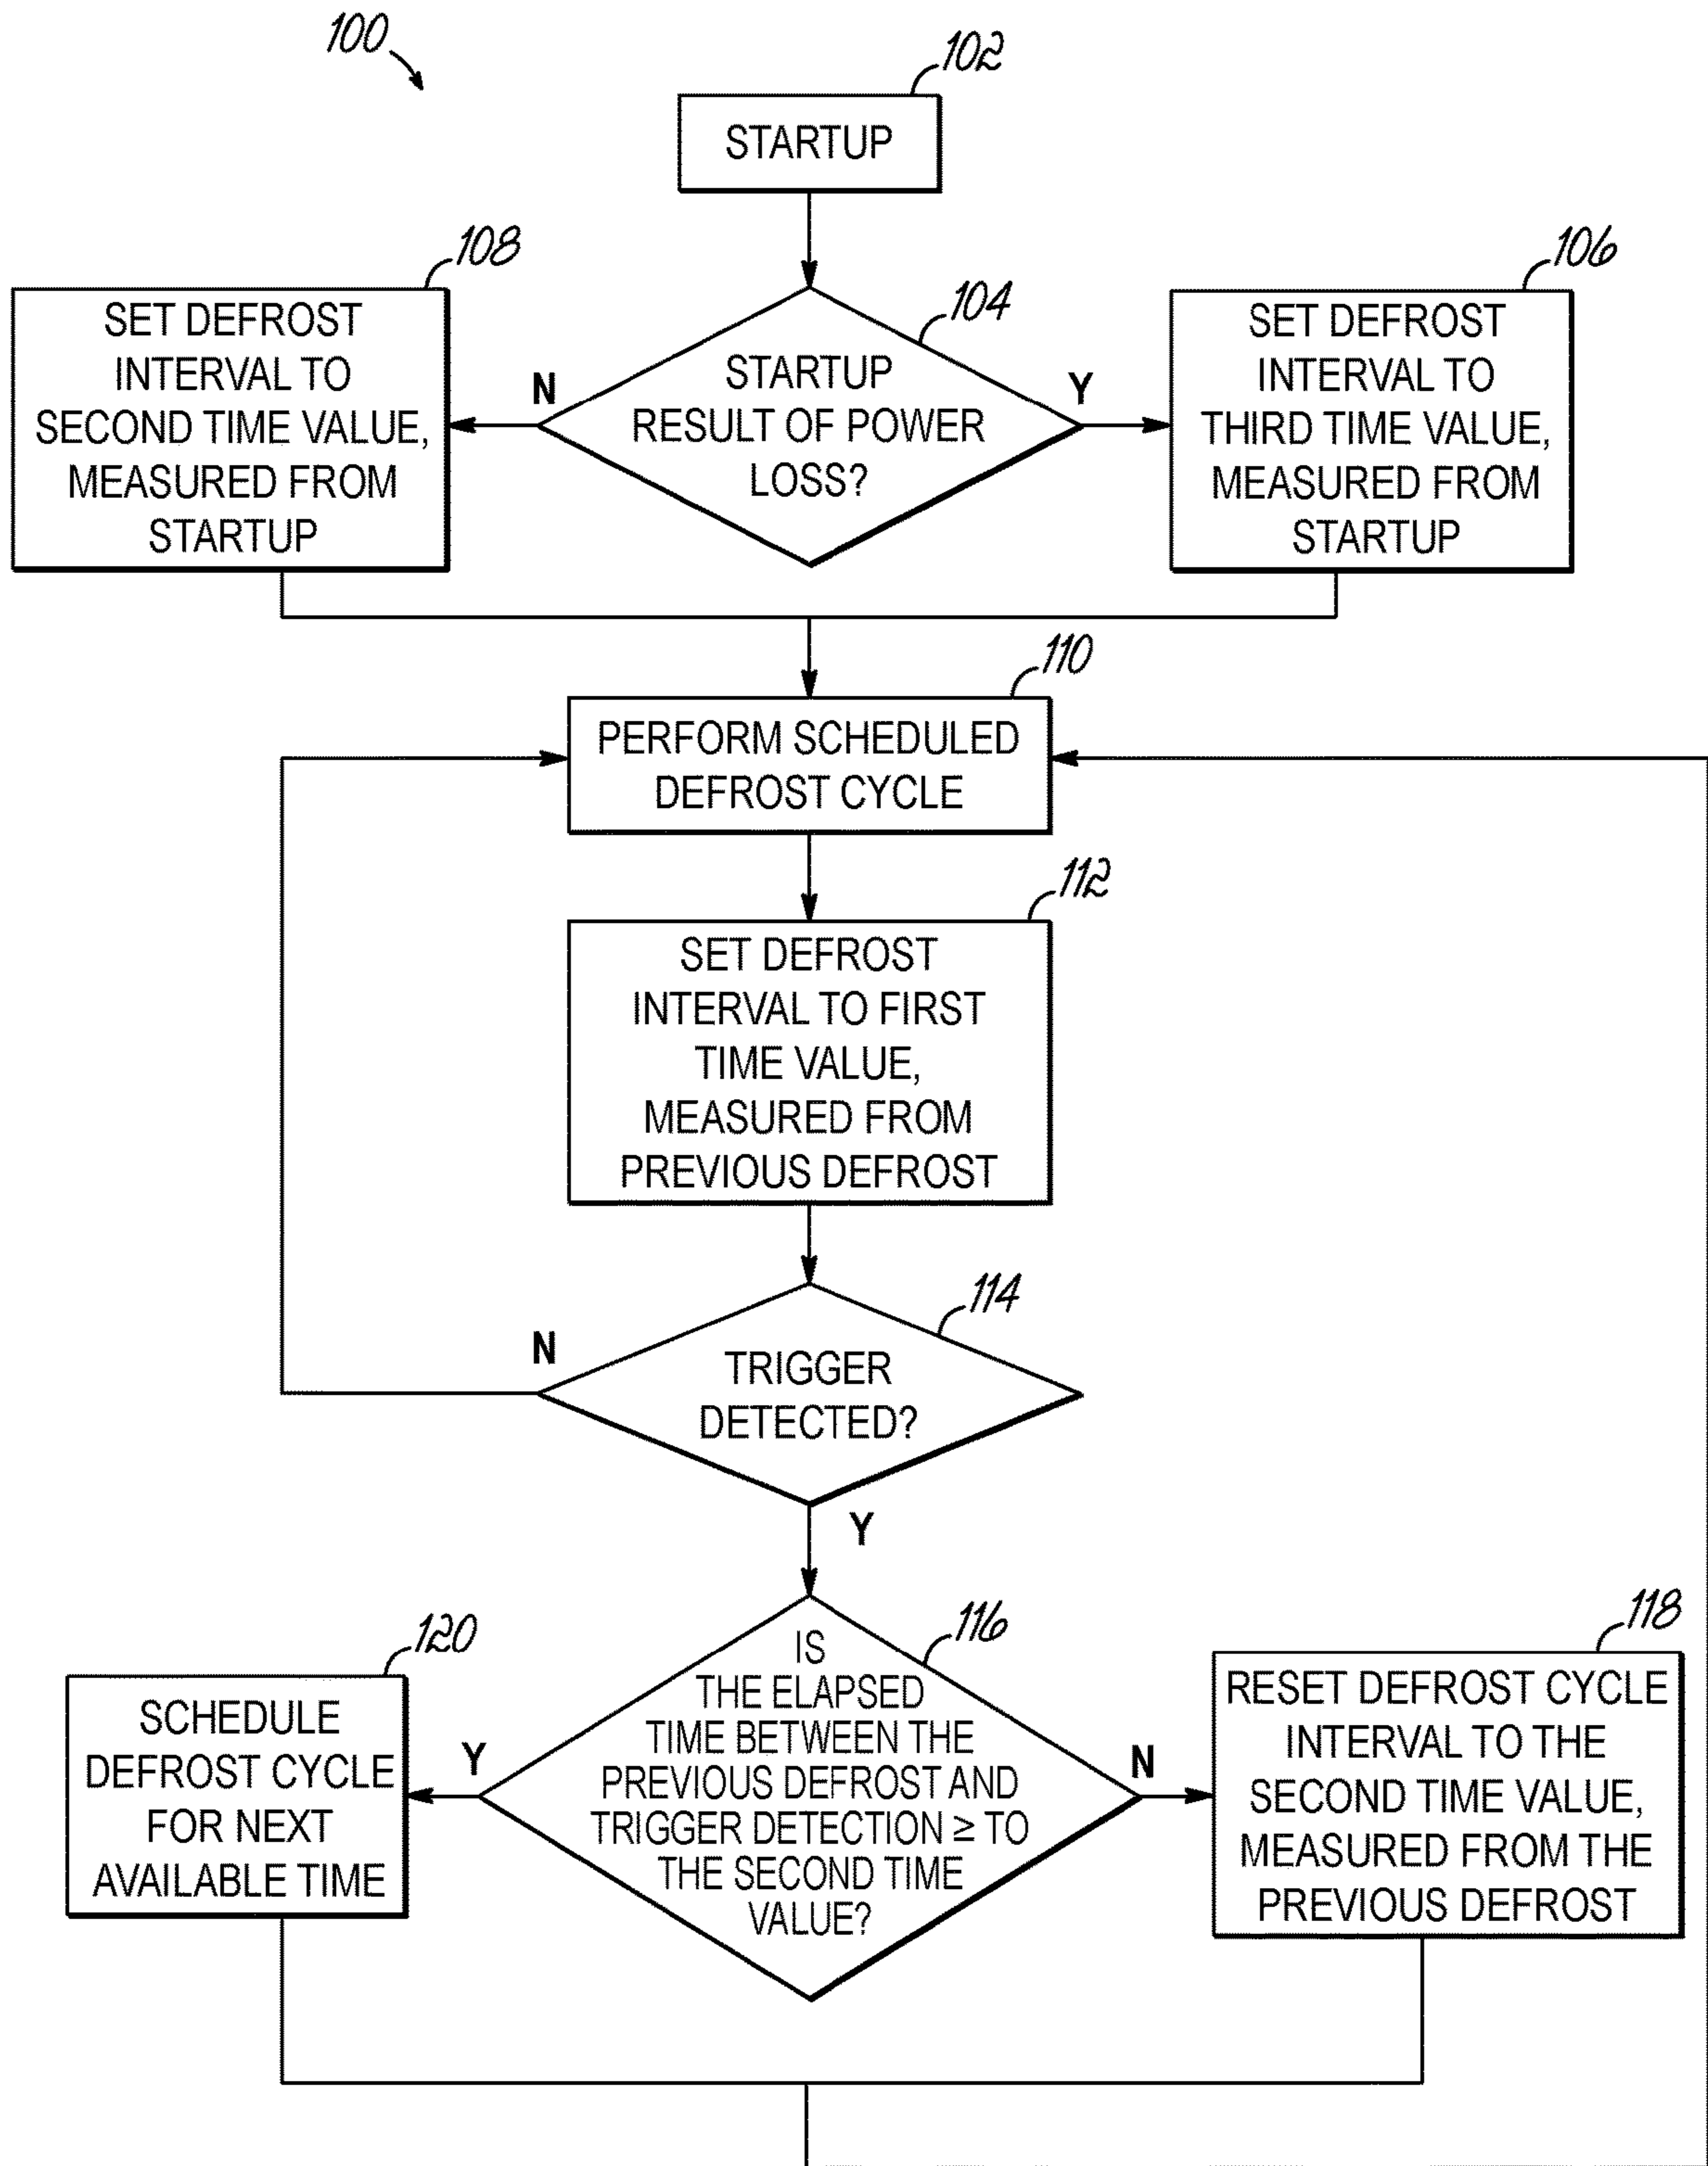 100
102
STARTUP
108
106
104
SET DEFROST
INTERVAL TO
SECOND TIME VALUE,
MEASURED FROM
STARTUP
N
STARTUP
RESULT OF POWER
LOSS?
Y
SET DEFROST
INTERVAL TO
THIRD TIME VALUE,
MEASURED FROM
STARTUP
110
PERFORM SCHEDULED
DEFROST CYCLE
112
SET DEFROST
INTERVAL TO FIRST
TIME VALUE,
MEASURED FROM
PREVIOUS DEFROST
114
N
TRIGGER
DETECTED?
Y
120
116
118
SCHEDULE
DEFROST CYCLE
FOR NEXT
AVAILABLE TIME
Y
IS
THE ELAPSED
TIME BETWEEN THE
PREVIOUS DEFROST AND
TRIGGER DETECTION ≥ TO
THE SECOND TIME
VALUE?
N
RESET DEFROST CYCLE
INTERVAL TO THE
SECOND TIME VALUE,
MEASURED FROM THE
PREVIOUS DEFROST